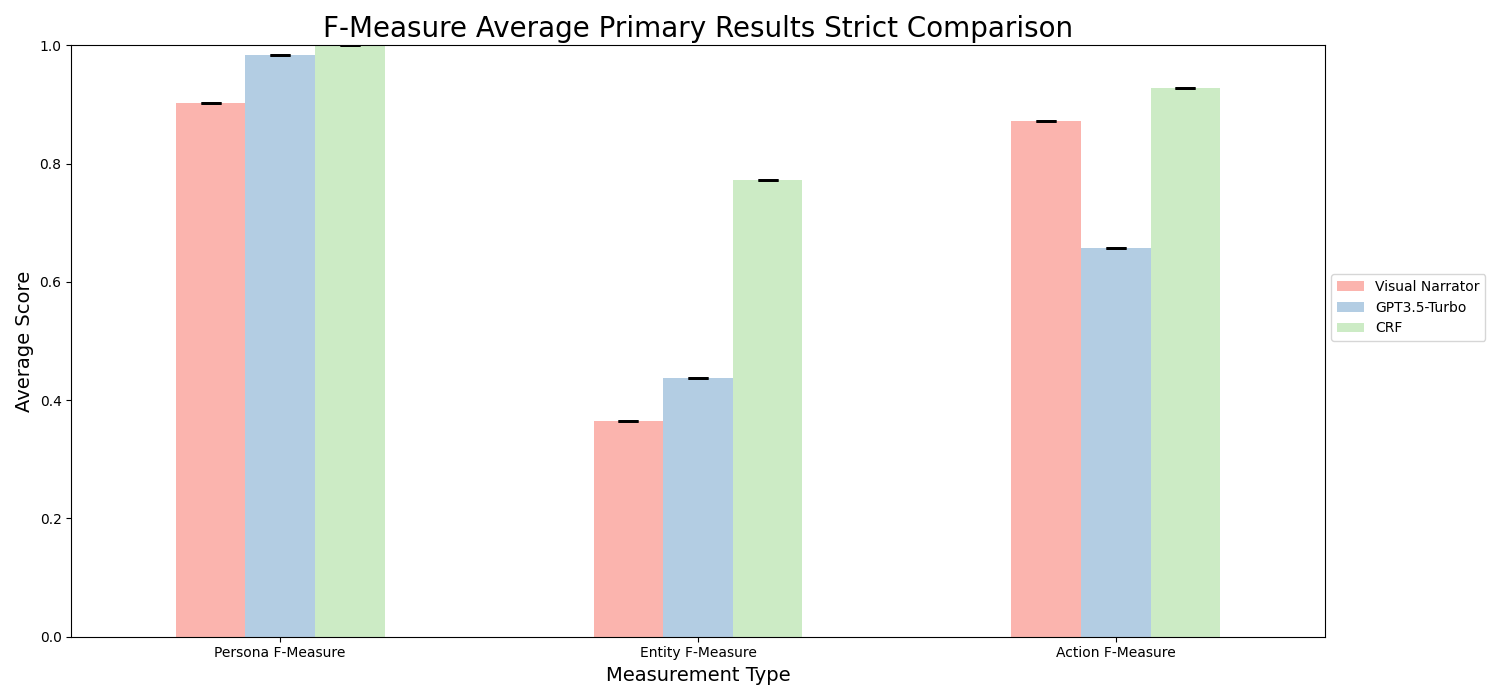 F-Measure Average Primary Results Strict Comparison
1.0
0.8
0.6
0.4
0.2
0.0
Average Score
Persona F-Measure
Entity F-Measure
Action F-Measure
Measurement Type
Visual Narrator
GPT3.5-Turbo
CRF